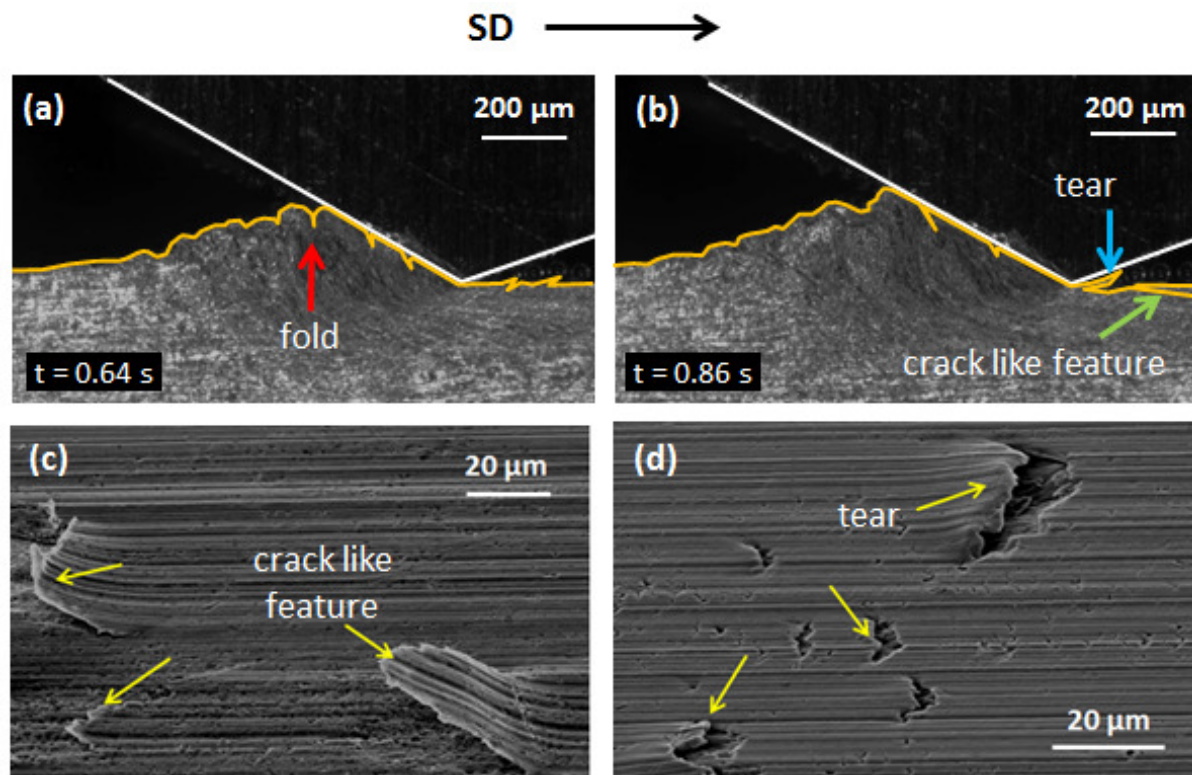 SD
(a)
200 µm
fold
t = 0.64 s
(b)
200 µm
tear
crack like feature
t = 0.86 s
(c)
20 µm
crack like
feature
(d)
tear
20 µm